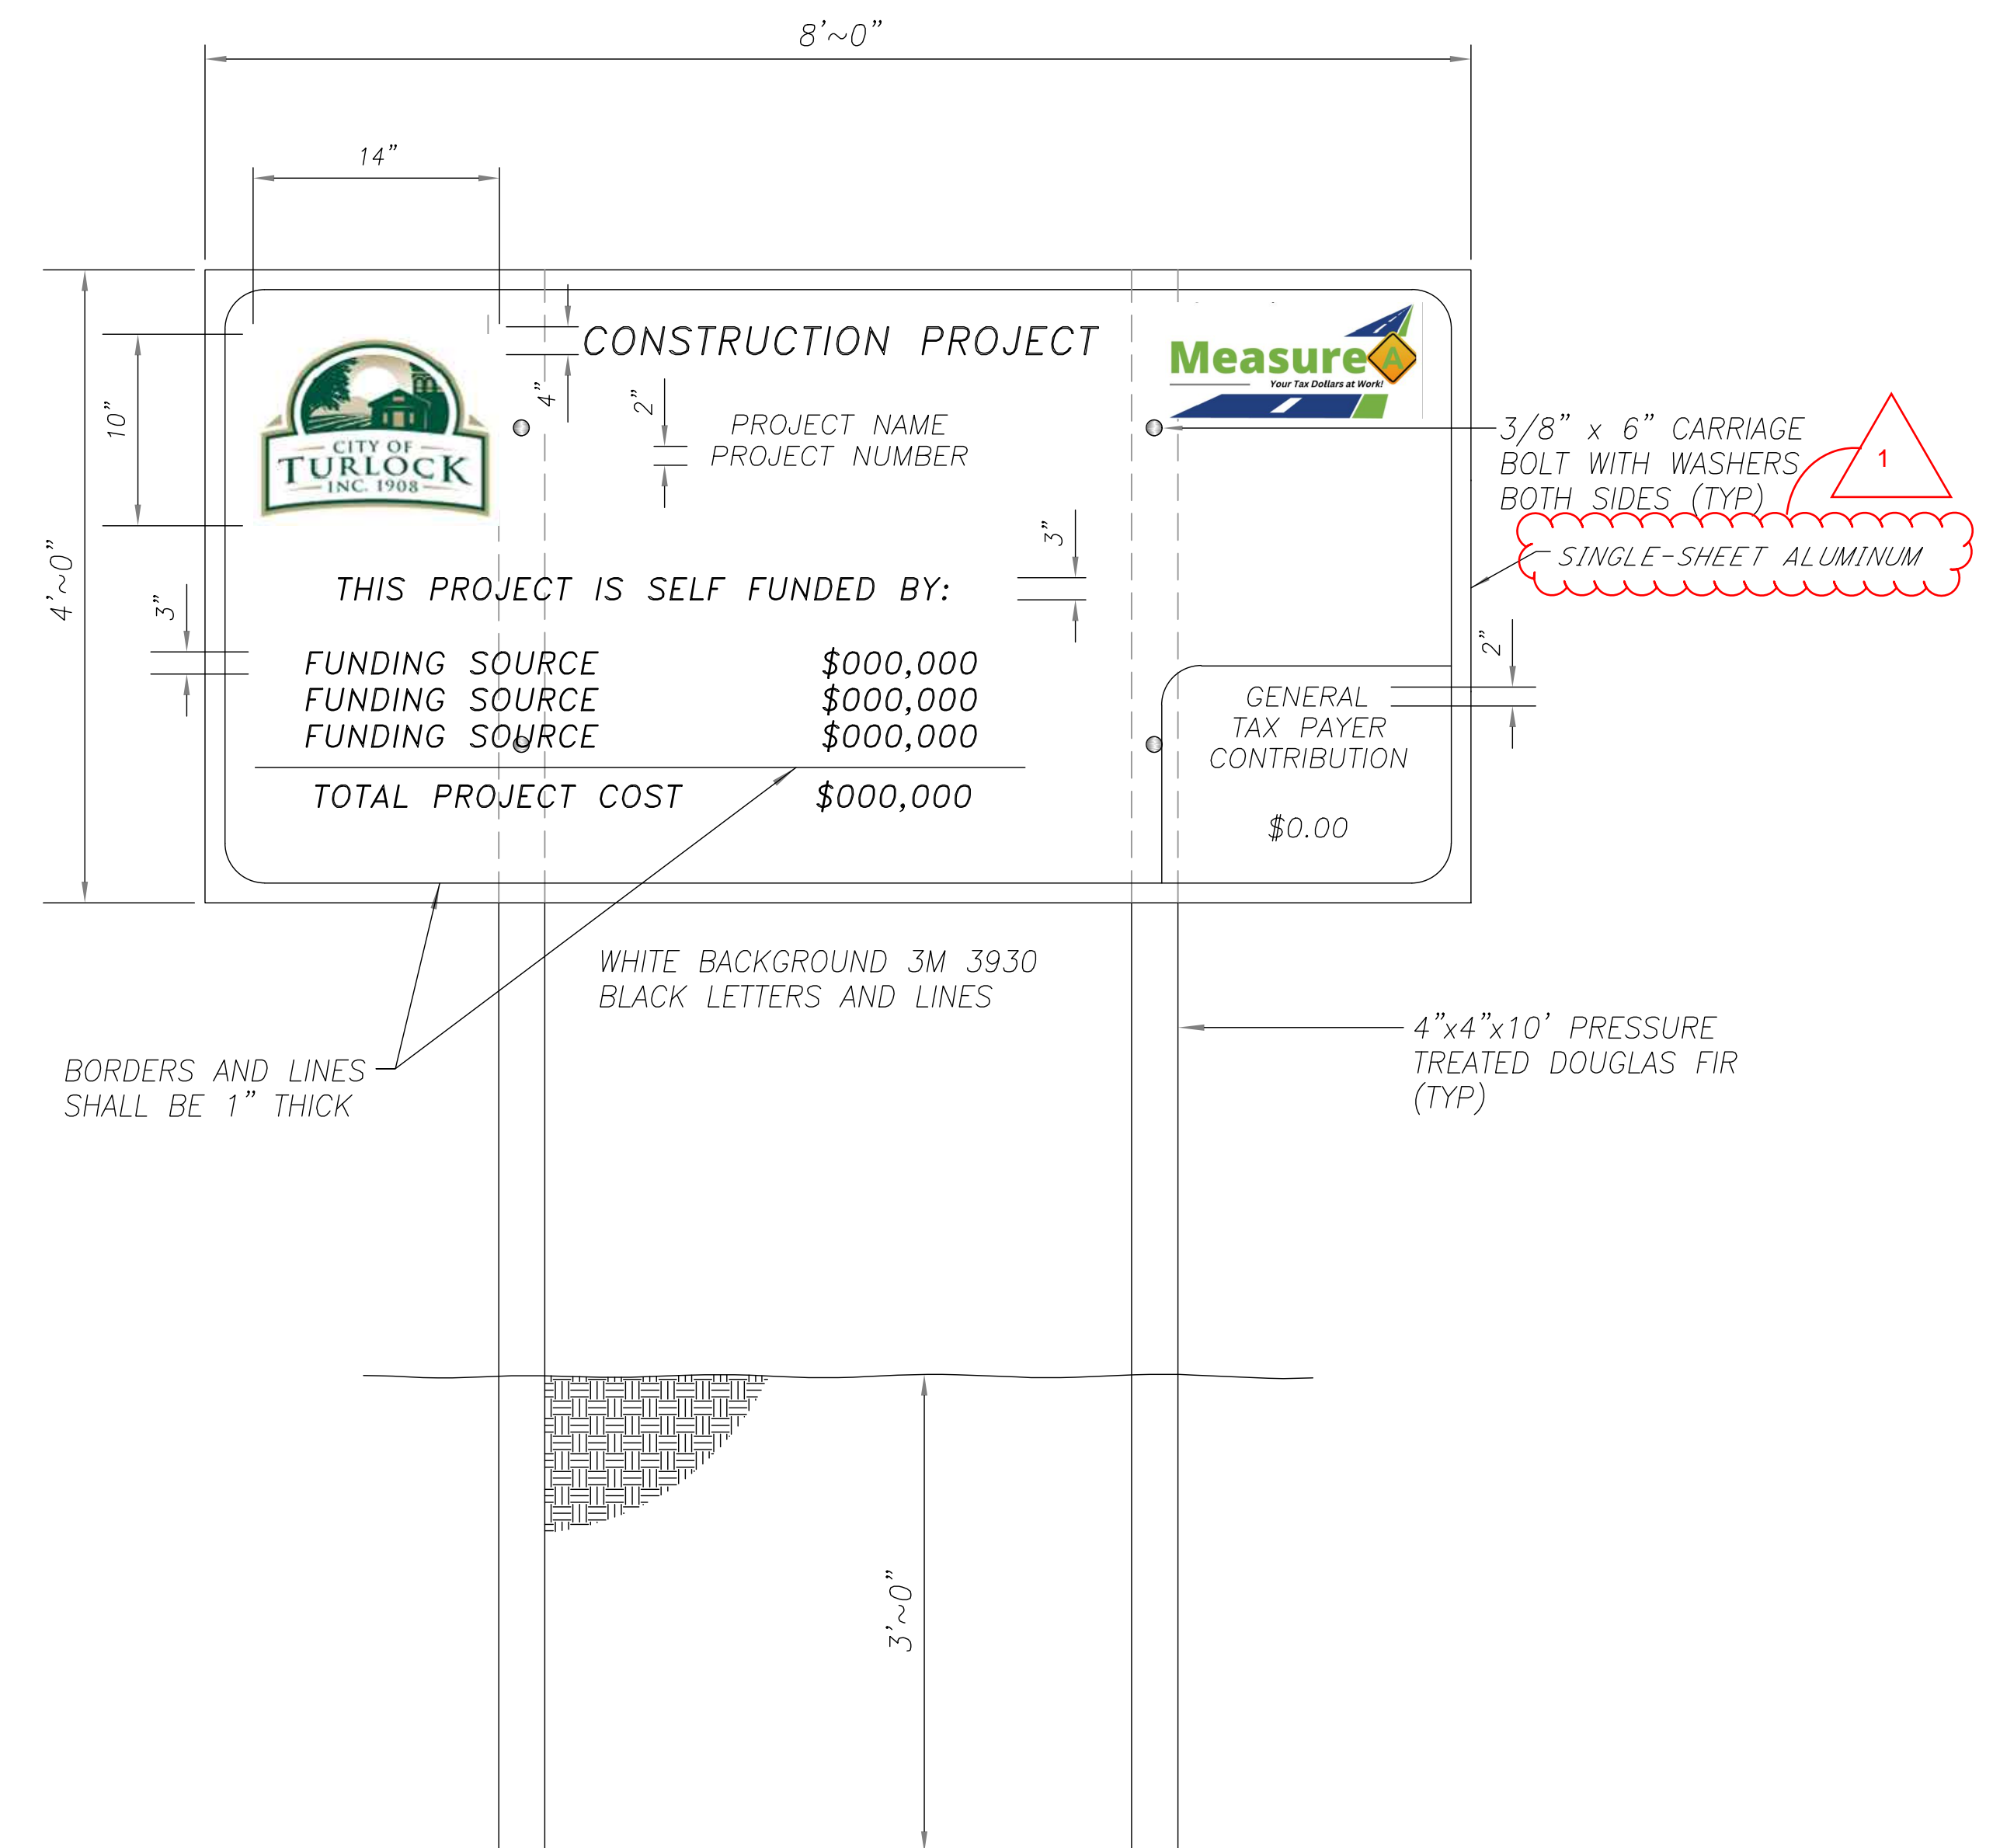 8'~0"
14"
10"
4'~0"
3"
CITY OF
TURLOCK
INC. 1908
4"
CONSTRUCTION PROJECT
2"
PROJECT NAME
PROJECT NUMBER
Measure A
Your Tax Dollars at Work!
3/8" x 6" CARRIAGE
BOLT WITH WASHERS
BOTH SIDES (TYP)
1
SINGLE-SHEET ALUMINUM
3"
THIS PROJECT IS SELF FUNDED BY:
FUNDING SOURCE $000,000
FUNDING SOURCE $000,000
FUNDING SOURCE $000,000
TOTAL PROJECT COST $000,000
2"
GENERAL
TAX PAYER
CONTRIBUTION
$0.00
WHITE BACKGROUND 3M 3930
BLACK LETTERS AND LINES
BORDERS AND LINES
SHALL BE 1" THICK
4"x4"x10' PRESSURE
TREATED DOUGLAS FIR
(TYP)
3'~0"